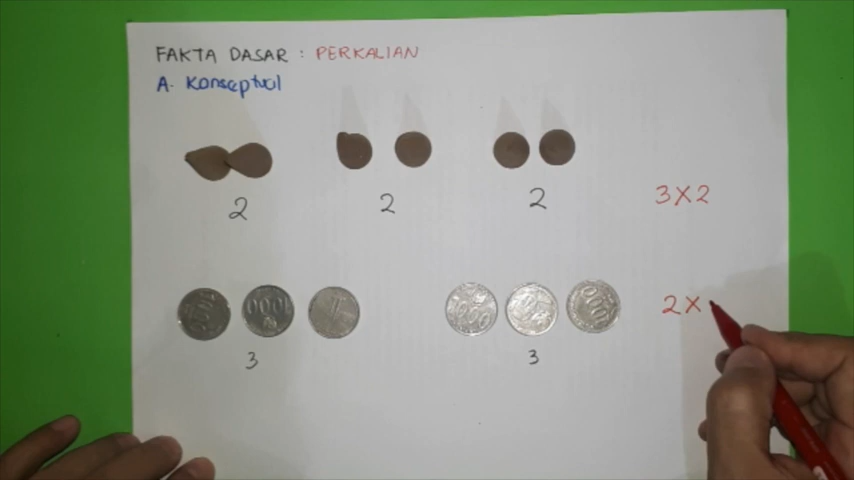 FAKTA DASAR : PERKALIAN
A. Konseptual
2 2 2 3X2
3 3 2X